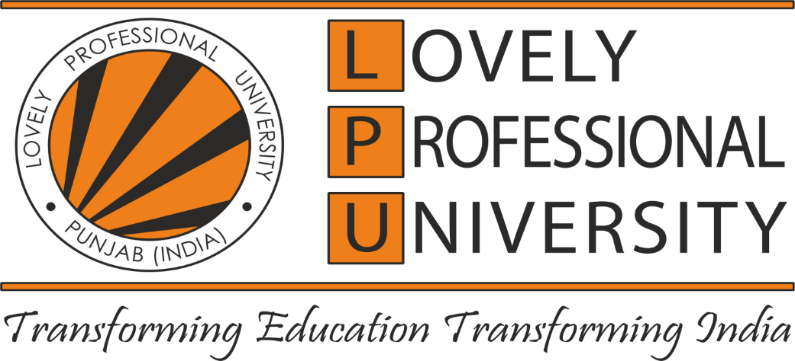 LOVELY PROFESSIONAL UNIVERSITY
• PUNJAB (INDIA) •
LOVELY
PROFESSIONAL
UNIVERSITY
Transforming Education Transforming India